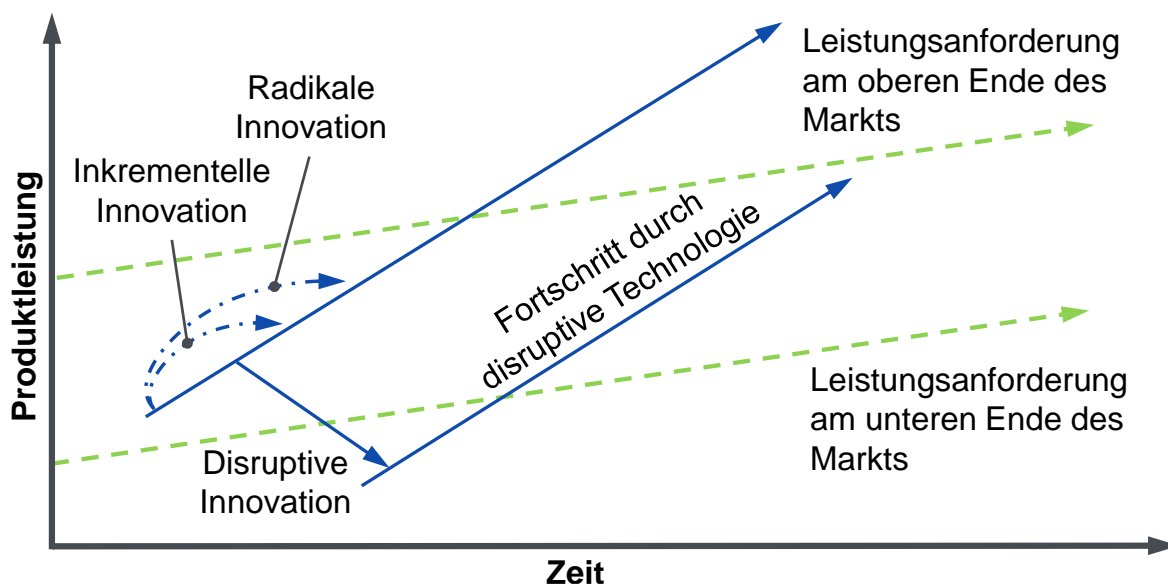 Leistungsanforderung
am oberen Ende des
Markts
Radikale
Innovation
Inkrementelle
Innovation
Produktleistung
Fortschritt durch
disruptive Technologie
Leistungsanforderung
am unteren Ende des
Markts
Disruptive
Innovation
Zeit